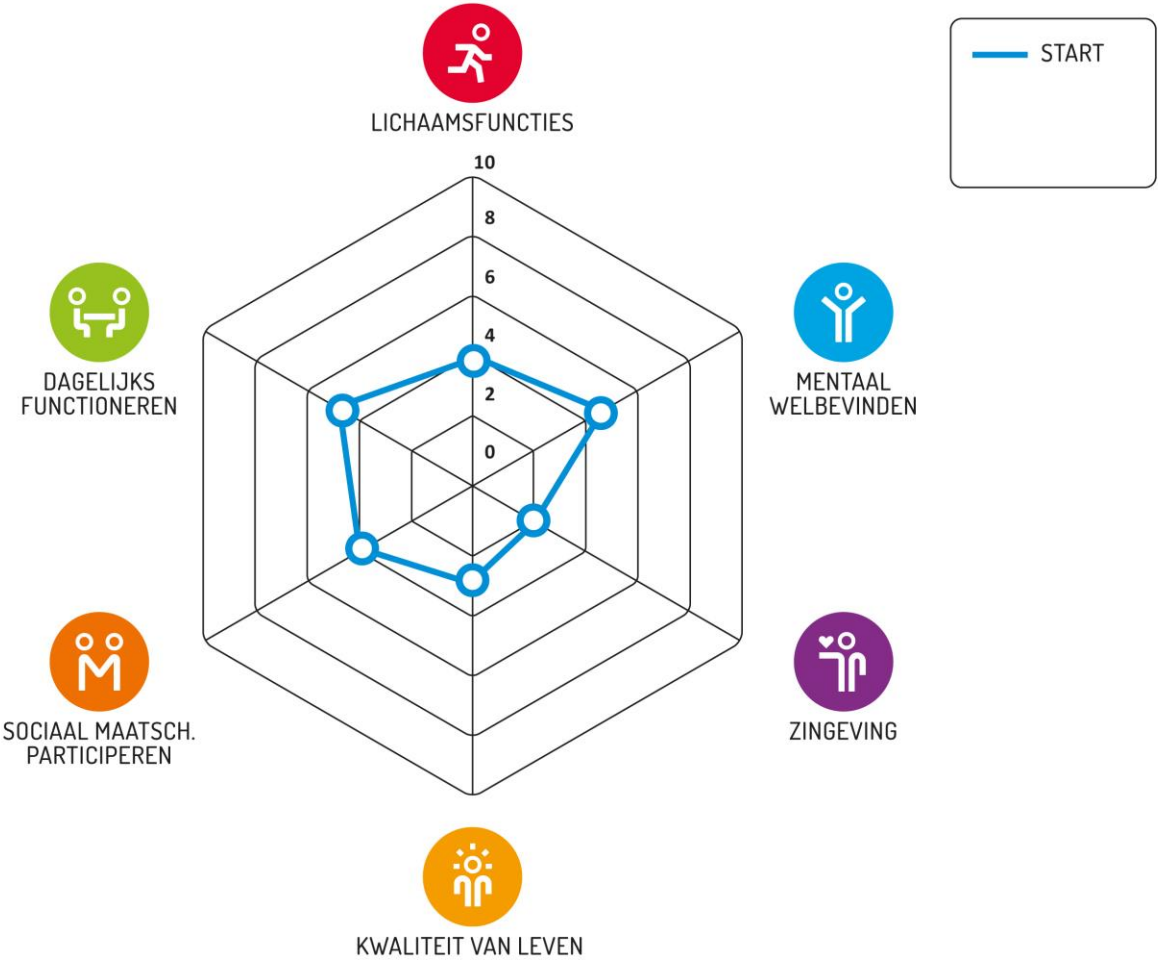 START
LICHAAMSFUNCTIES
10
8
6
4
2
0
DAGELIJKS
FUNCTIONEREN
MENTAAL
WELBEVINDEN
SOCIAAL MAATSCH.
PARTICIPEREN
ZINGEVING
KWALITEIT VAN LEVEN